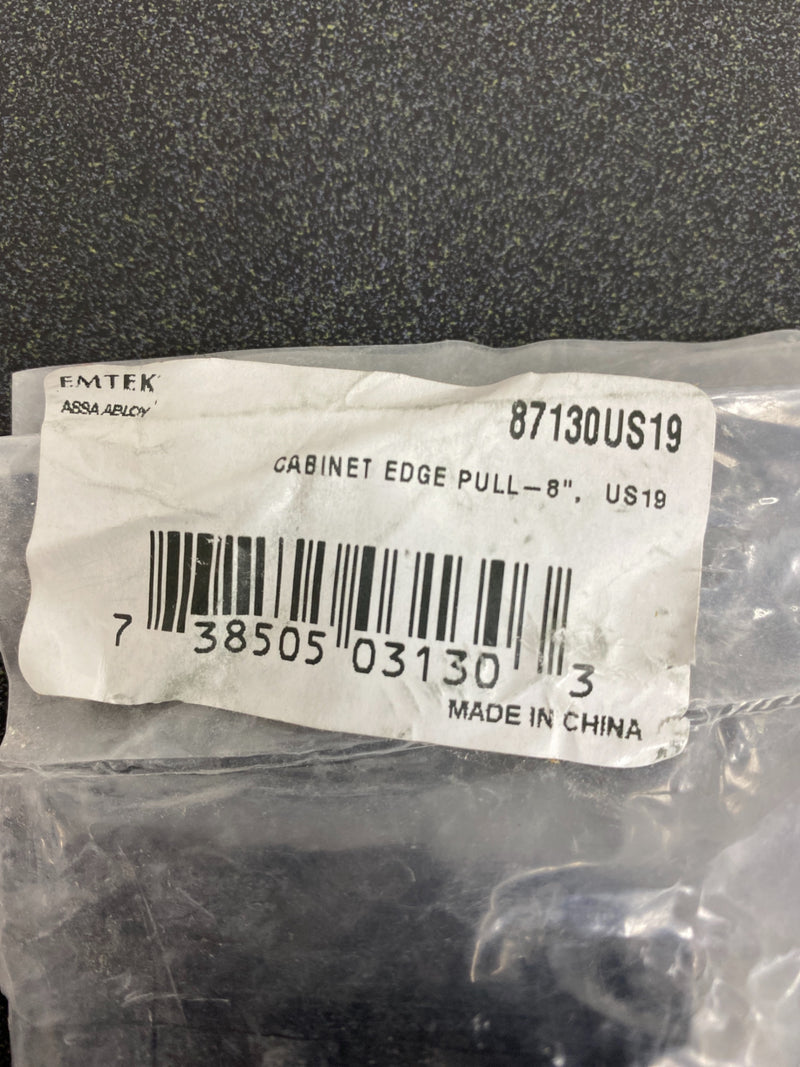 EMTEK
ASSA ABLOY
87130US19
CABINET EDGE PULL-8", US19
7 38505 03130 3
MADE IN CHINA